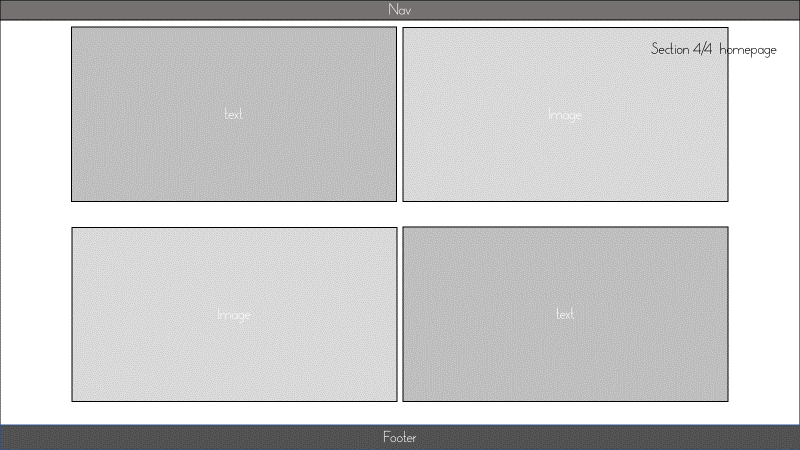 Nav
Section 4/4 homepage
text
Image
Image
text
Footer